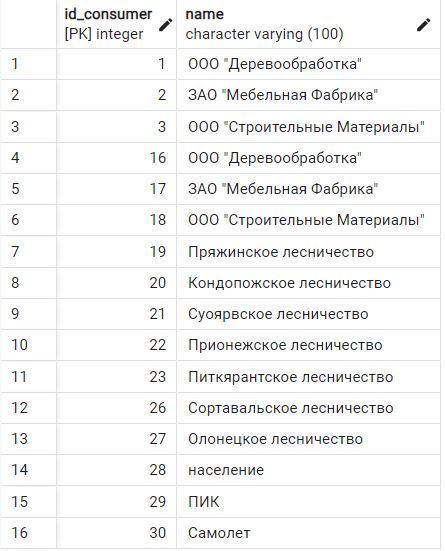 id_consumer name
[PK] integer character varying (100)
1 1 ООО "Деревообработка"
2 2 ЗАО "Мебельная Фабрика"
3 3 ООО "Строительные Материалы"
4 16 ООО "Деревообработка"
5 17 ЗАО "Мебельная Фабрика"
6 18 ООО "Строительные Материалы"
7 19 Пряжинское лесничество
8 20 Кондопожское лесничество
9 21 Суоярвское лесничество
10 22 Прионежское лесничество
11 23 Питкярантское лесничество
12 26 Сортавальское лесничество
13 27 Олонецкое лесничество
14 28 население
15 29 ПИК
16 30 Самолет